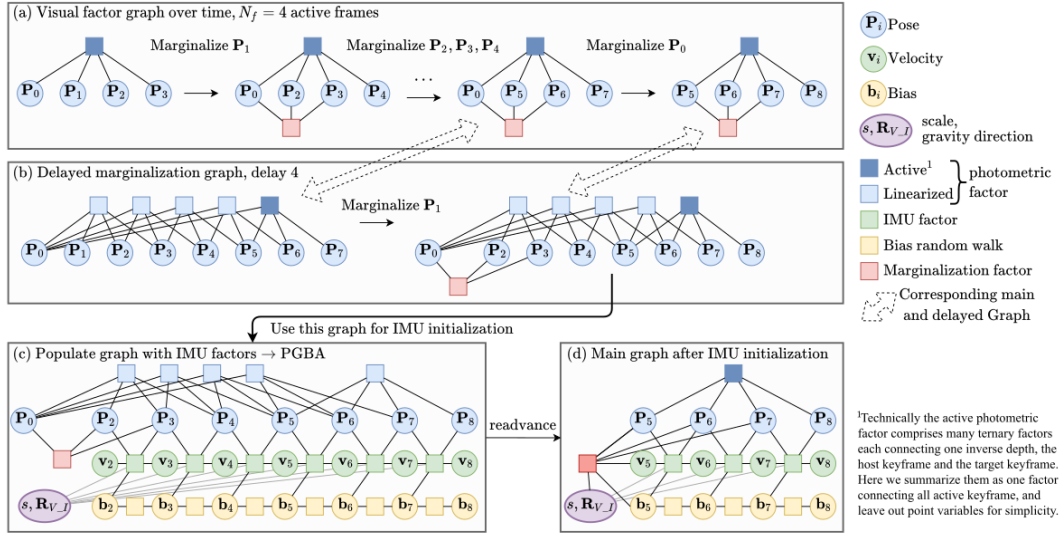 (a) Visual factor graph over time, N_f = 4 active frames
Marginalize P_1
Marginalize P_2, P_3, P_4
Marginalize P_0
...
P_0 P_1 P_2 P_3
P_0 P_2 P_3 P_4
P_0 P_5 P_6 P_7
P_5 P_6 P_7 P_8
(b) Delayed marginalization graph, delay 4
Marginalize P_1
P_0 P_1 P_2 P_3 P_4 P_5 P_6 P_7
P_0 P_2 P_3 P_4 P_5 P_6 P_7 P_8
Use this graph for IMU initialization
(c) Populate graph with IMU factors → PGBA
P_0 P_2 P_3 P_4 P_5 P_6 P_7 P_8
v_2 v_3 v_4 v_5 v_6 v_7 v_8
s, R_{V_I} b_2 b_3 b_4 b_5 b_6 b_7 b_8
readvance
(d) Main graph after IMU initialization
P_5 P_6 P_7 P_8
v_5 v_6 v_7 v_8
s, R_{V_I} b_5 b_6 b_7 b_8
P_i Pose
v_i Velocity
b_i Bias
s, R_{V_I} scale,
gravity direction
Active¹
Linearized
photometric
factor
IMU factor
Bias random walk
Marginalization factor
Corresponding main
and delayed Graph
¹Technically the active photometric
factor comprises many ternary factors
each connecting one inverse depth, the
host keyframe and the target keyframe.
Here we summarize them as one factor
connecting all active keyframe, and
leave out point variables for simplicity.